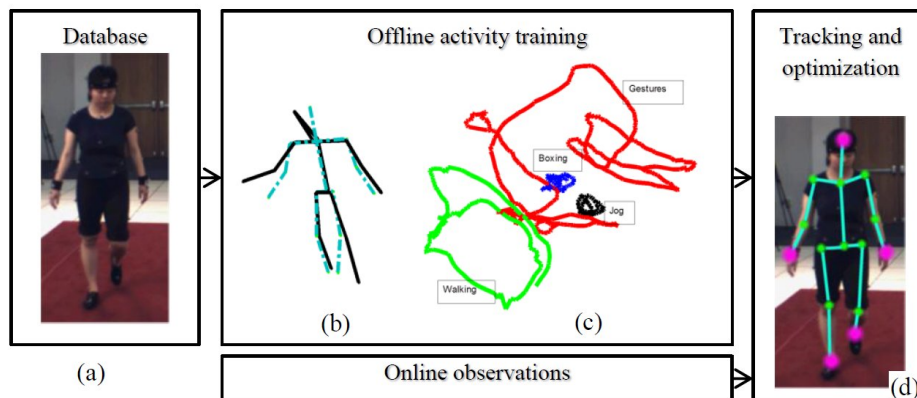 Database
Offline activity training
Tracking and
optimization
Gestures
Boxing
Jog
Walking
(a)
(b)
(c)
(d)
Online observations